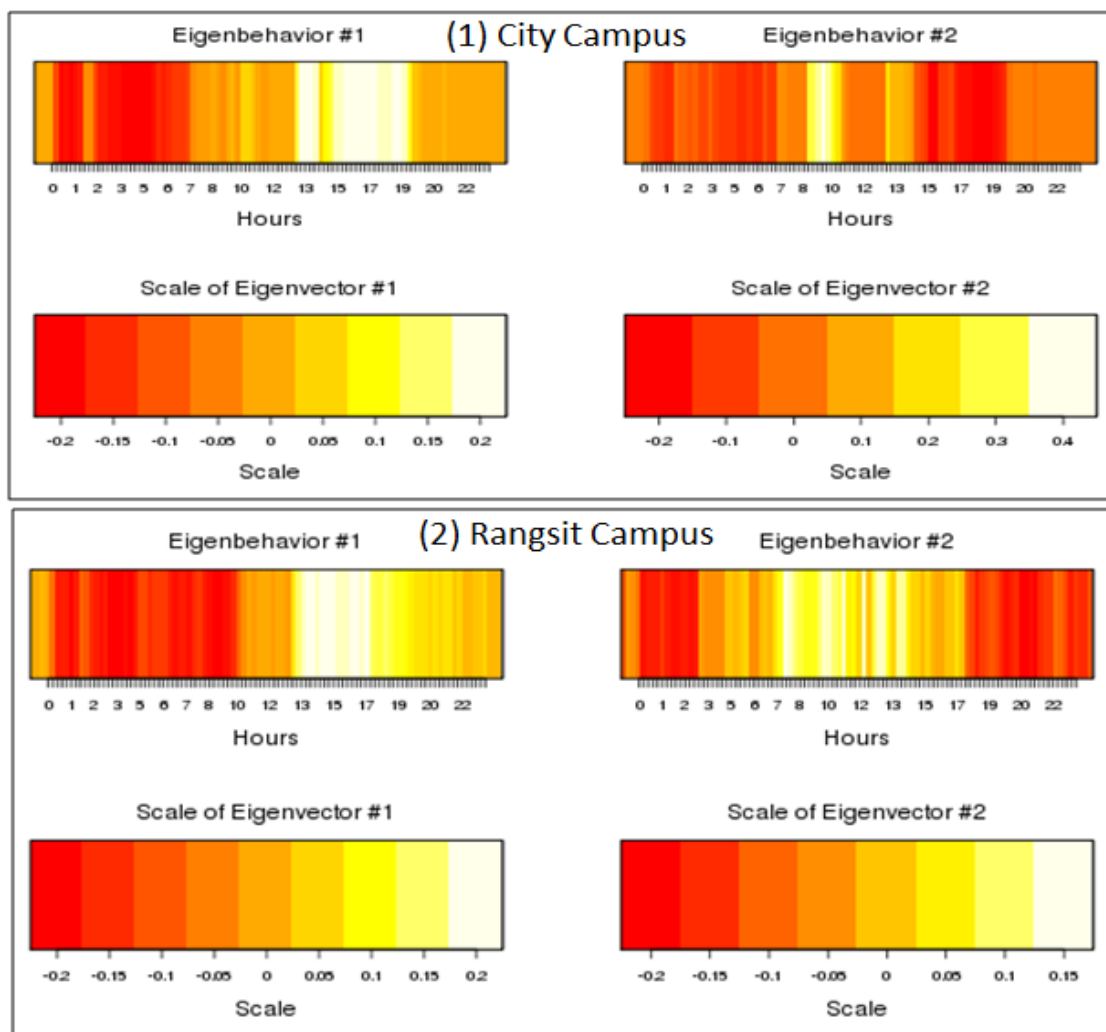 (1) City Campus
Eigenbehavior #1
Eigenbehavior #2
0 1 2 3 5 6 7 8 10 12 13 15 17 19 20 22
0 1 2 3 5 6 7 8 10 12 13 15 17 19 20 22
Hours
Hours
Scale of Eigenvector #1
Scale of Eigenvector #2
-0.2 -0.15 -0.1 -0.05 0 0.05 0.1 0.15 0.2
-0.2 -0.1 0 0.1 0.2 0.3 0.4
Scale
Scale
(2) Rangsit Campus
Eigenbehavior #1
Eigenbehavior #2
0 1 2 3 5 6 7 8 10 12 13 15 17 19 20 22
0 1 2 3 5 6 7 8 10 12 13 15 17 19 20 22
Hours
Hours
Scale of Eigenvector #1
Scale of Eigenvector #2
-0.2 -0.15 -0.1 -0.05 0 0.05 0.1 0.15 0.2
-0.2 -0.15 -0.1 -0.05 0 0.05 0.1 0.15
Scale
Scale